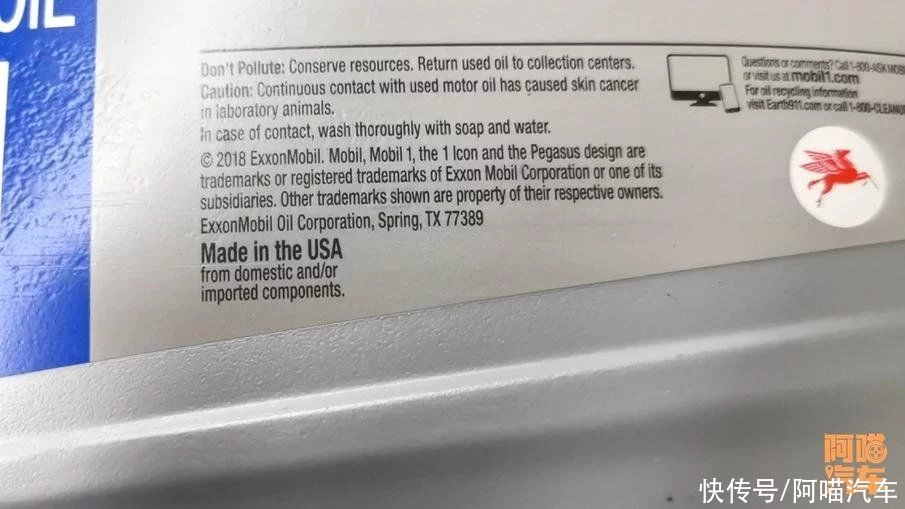 OIL
Don't Pollute: Conserve resources. Return used oil to collection centers.
Caution: Continuous contact with used motor oil has caused skin cancer
in laboratory animals.
In case of contact, wash thoroughly with soap and water.
© 2018 ExxonMobil. Mobil, Mobil 1, the 1 Icon and the Pegasus design are
trademarks or registered trademarks of Exxon Mobil Corporation or one of its
subsidiaries. Other trademarks shown are property of their respective owners.
ExxonMobil Oil Corporation, Spring, TX 77389
Made in the USA
from domestic and/or
imported components.
Questions or comments? Call 1-800-ASK MOBI
or visit us at mobil1.com
For oil recycling information
visit Earth911.com or call 1-800-CLEANU
阿喵
汽车
快传号/阿喵汽车